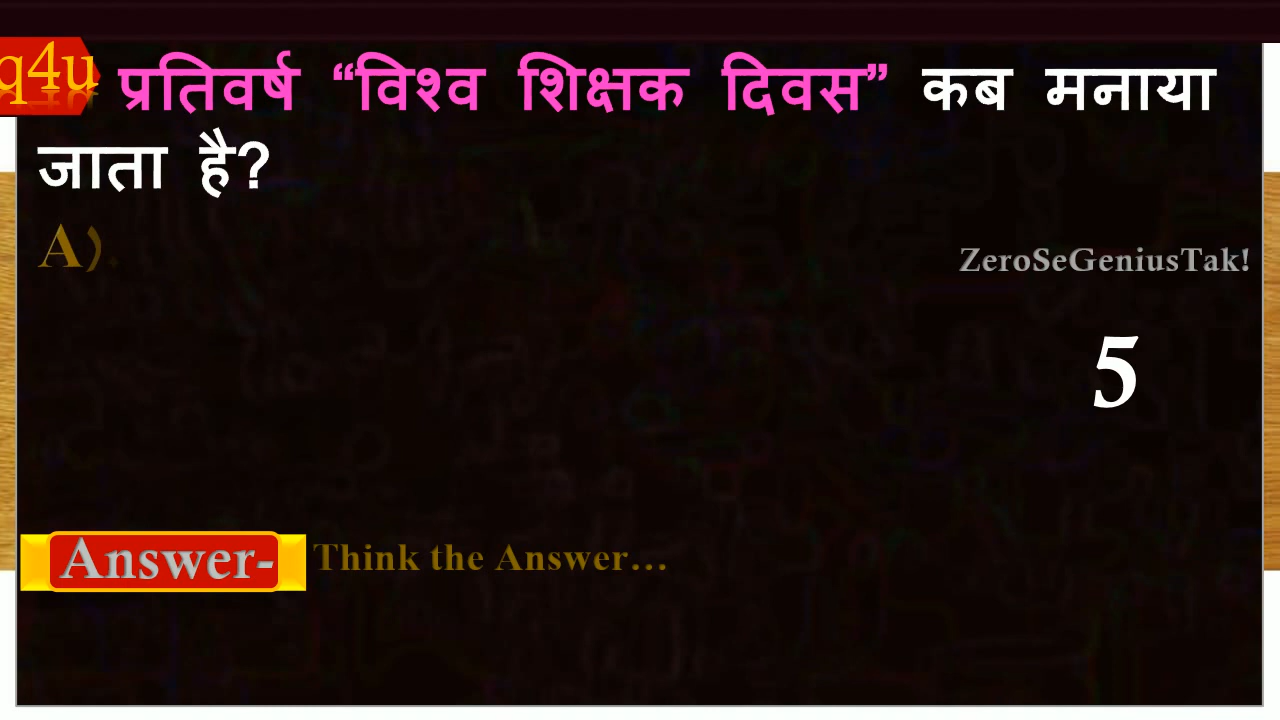 q4u
प्रतिवर्ष “विश्व शिक्षक दिवस” कब मनाया
जाता है?
A)
ZeroSeGeniusTak!
5
Answer- Think the Answer...